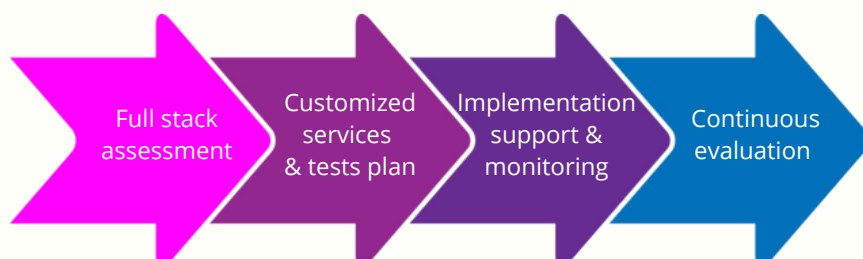 Full stack
assessment
Customized
services
& tests plan
Implementation
support &
monitoring
Continuous
evaluation